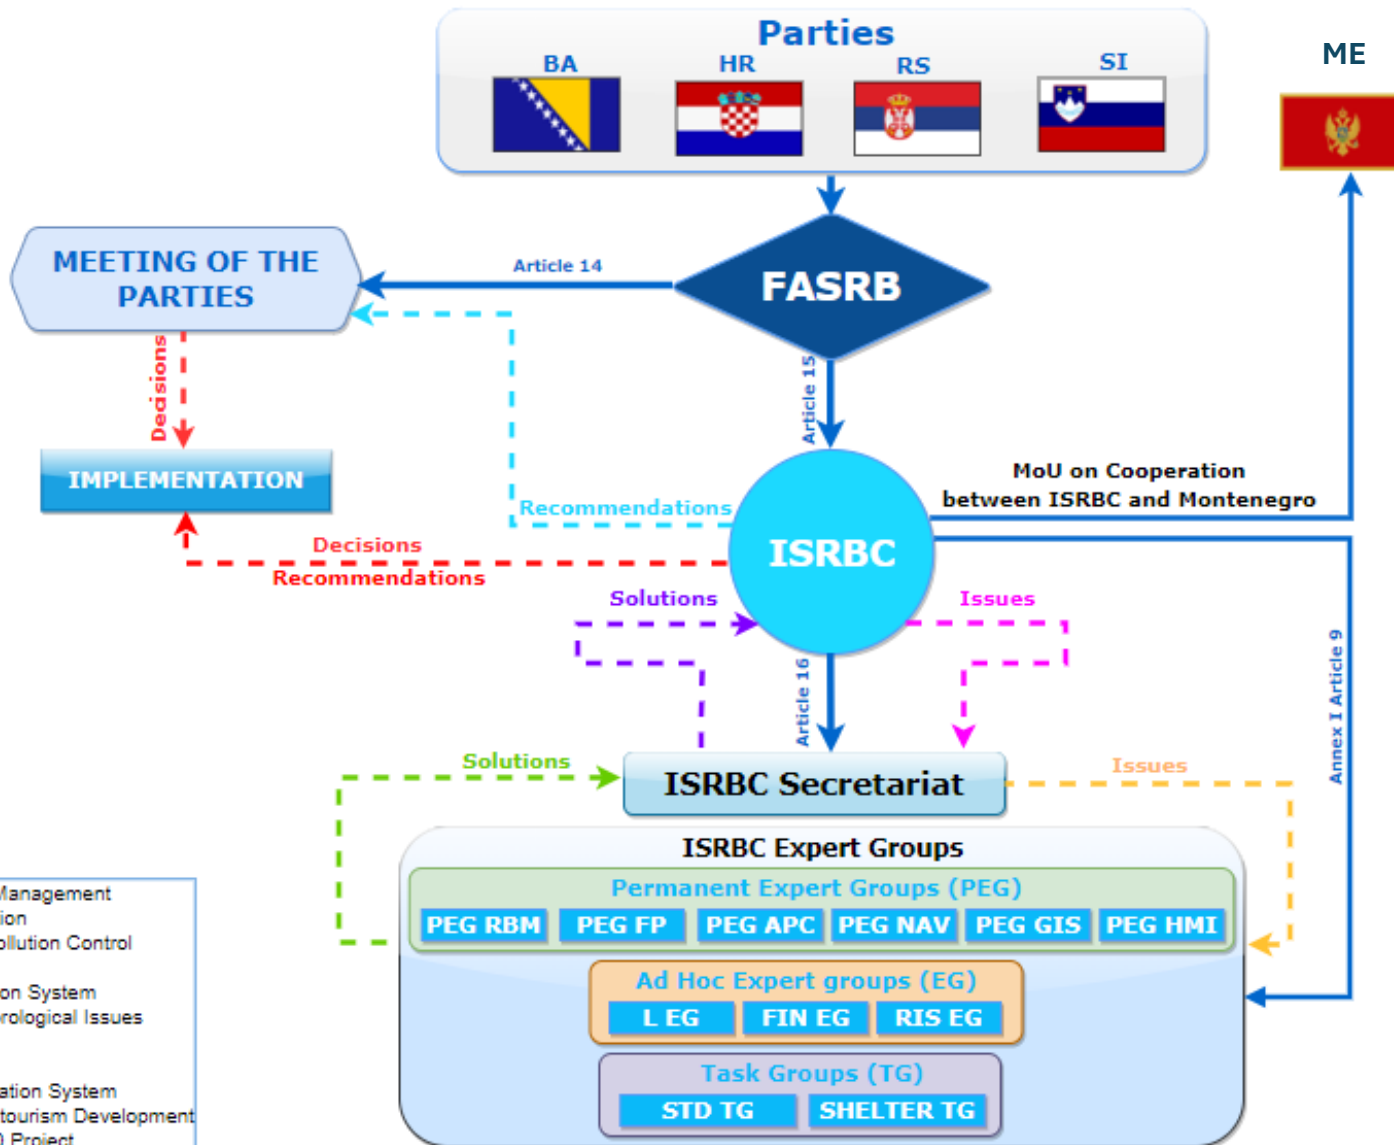 Parties
BA
HR
RS
SI
ME
MEETING OF THE
PARTIES
Article 14
FASRB
Decisions
Article 15
IMPLEMENTATION
Recommendations
MoU on Cooperation
between ISRBC and Montenegro
ISRBC
Decisions
Recommendations
Solutions
Issues
Article 16
Annex I Article 9
Solutions
ISRBC Secretariat
Issues
ISRBC Expert Groups
Permanent Expert Groups (PEG)
PEG RBM
PEG FP
PEG APC
PEG NAV
PEG GIS
PEG HMI
Ad Hoc Expert groups (EG)
L EG
FIN EG
RIS EG
Task Groups (TG)
STD TG
SHELTER TG
Management
ion
ollution Control
on System
rological Issues
ation System
tourism Development
Project